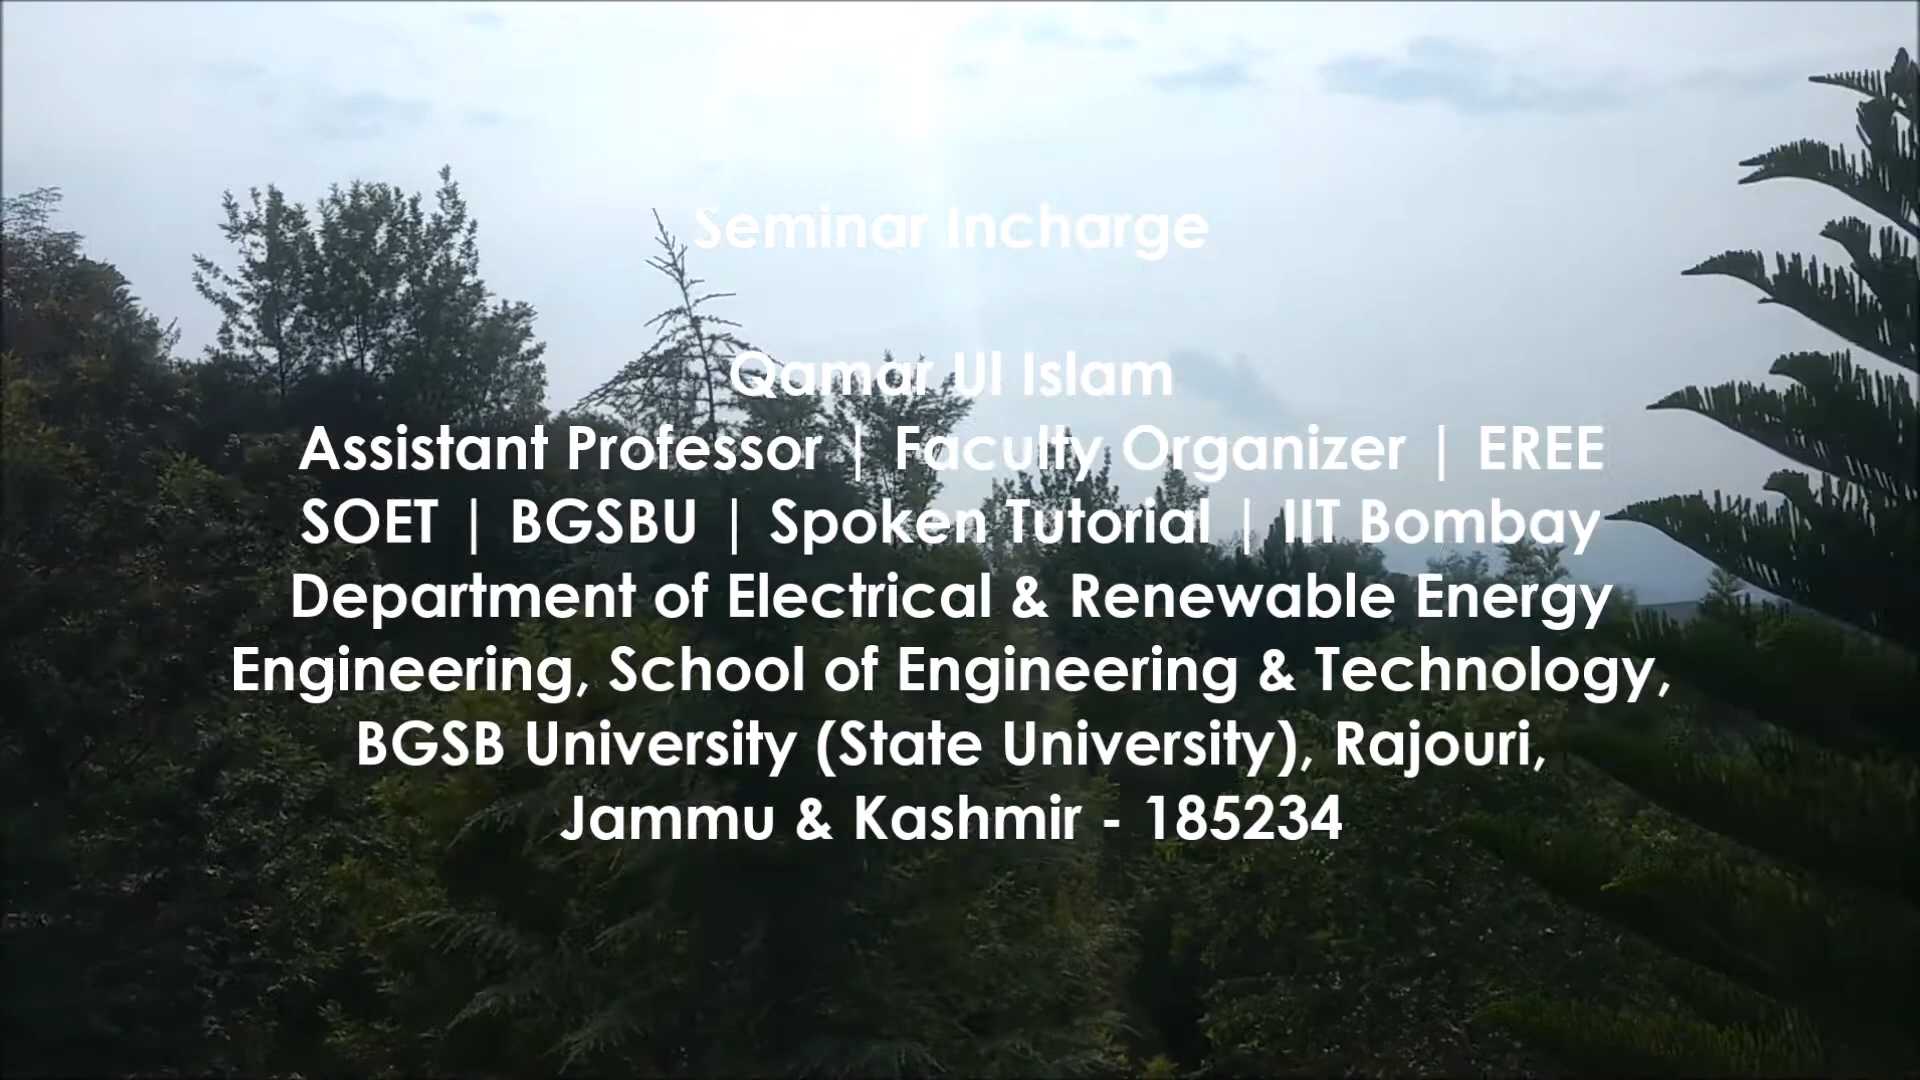 Seminar Incharge
Qamar Ul Islam
Assistant Professor | Faculty Organizer | EREE
SOET | BGSBU | Spoken Tutorial | IIT Bombay
Department of Electrical & Renewable Energy
Engineering, School of Engineering & Technology,
BGSB University (State University), Rajouri,
Jammu & Kashmir - 185234